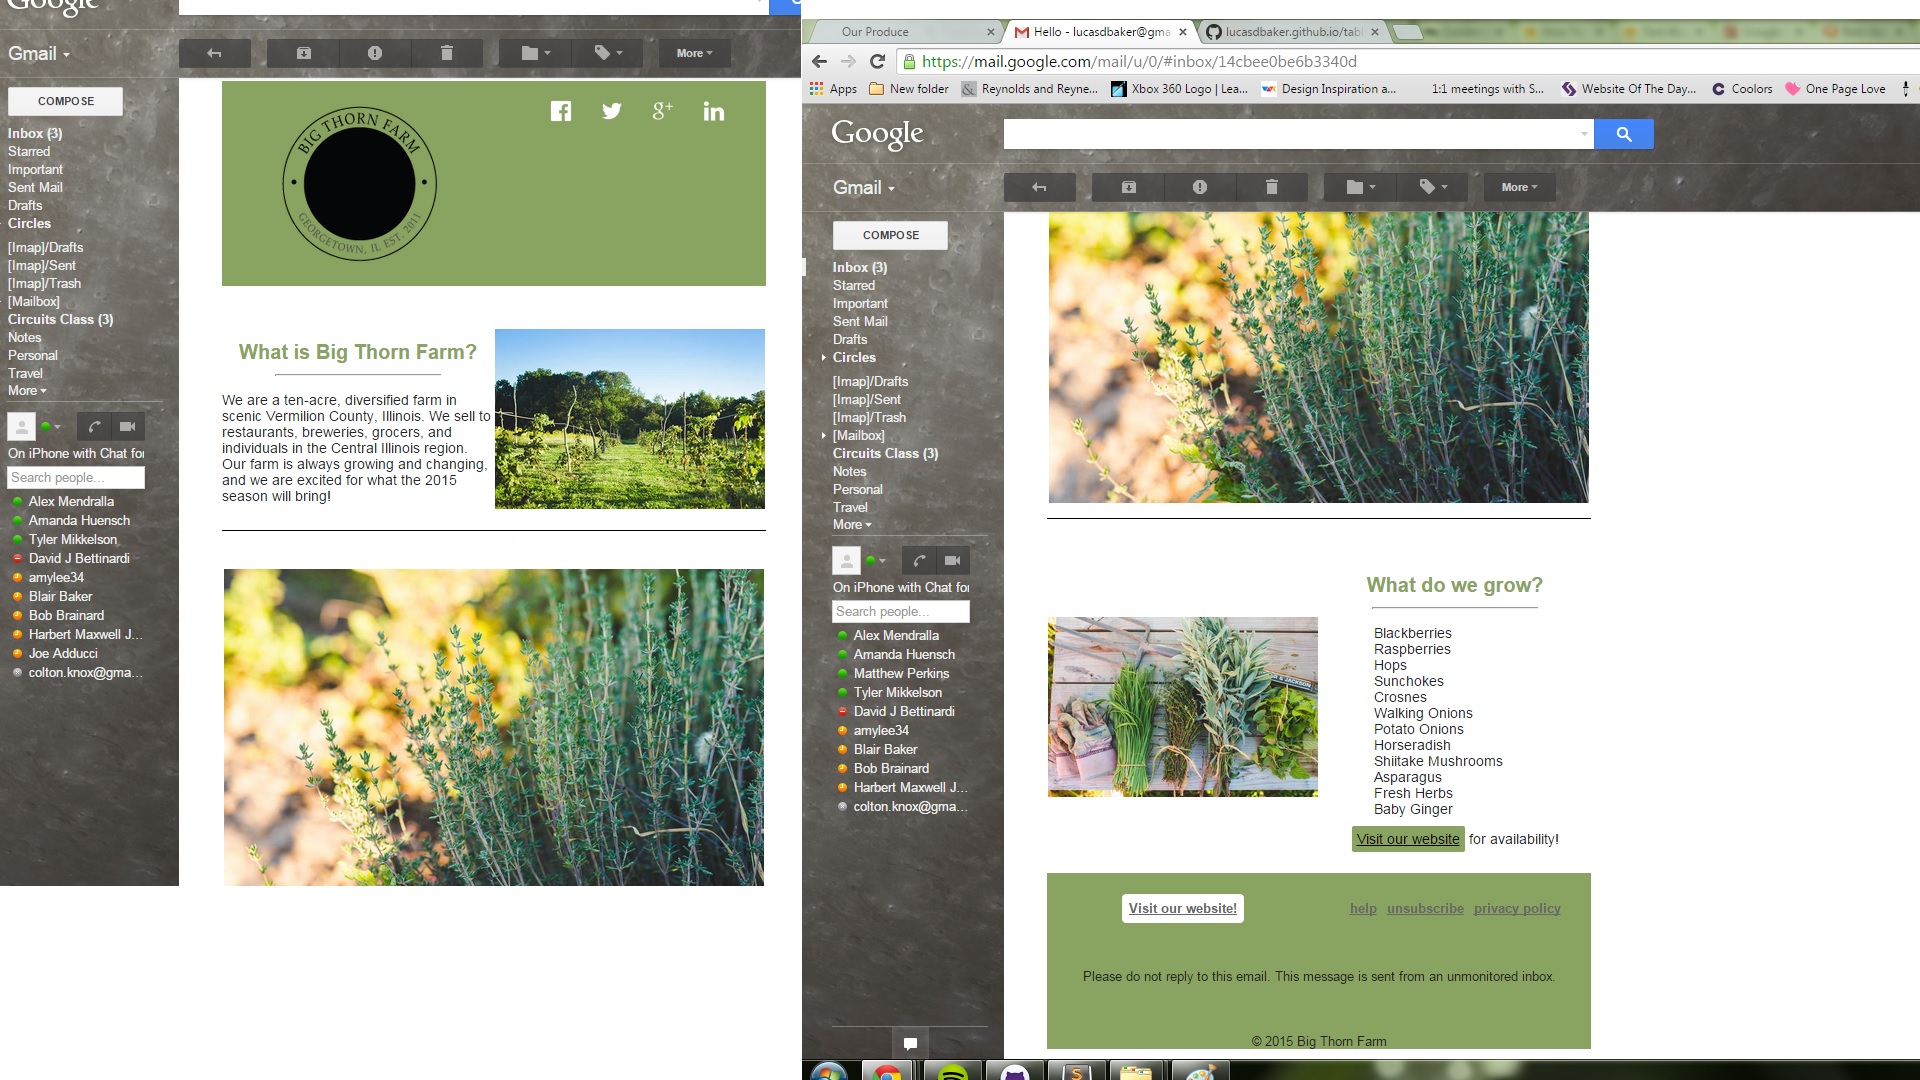 Google
Gmail
More
COMPOSE
Inbox (3)
Starred
Important
Sent Mail
Drafts
Circles
[Imap]/Drafts
[Imap]/Sent
[Imap]/Trash
[Mailbox]
Circuits Class (3)
Notes
Personal
Travel
More
On iPhone with Chat for
Search people...
Alex Mendralla
Amanda Huensch
Tyler Mikkelson
David J Bettinardi
amylee34
Blair Baker
Bob Brainard
Harbert Maxwell J...
Joe Adducci
colton.knox@gma...
BIG THORN FARM
GEORGETOWN, IL EST. 2011
What is Big Thorn Farm?
We are a ten-acre, diversified farm in
scenic Vermilion County, Illinois. We sell to
restaurants, breweries, grocers, and
individuals in the Central Illinois region.
Our farm is always growing and changing,
and we are excited for what the 2015
season will bring!
Our Produce
Hello - lucasdbaker@gma
lucasdbaker.github.io/tabl
https://mail.google.com/mail/u/0/#inbox/14cbee0be6b3340d
Apps New folder Reynolds and Reyne... Xbox 360 Logo | Lea... Design Inspiration a... 1:1 meetings with S... Website Of The Day... Coolors One Page Love
Google
Gmail
More
COMPOSE
Inbox (3)
Starred
Important
Sent Mail
Drafts
Circles
[Imap]/Drafts
[Imap]/Sent
[Imap]/Trash
[Mailbox]
Circuits Class (3)
Notes
Personal
Travel
More
On iPhone with Chat for
Search people...
Alex Mendralla
Amanda Huensch
Matthew Perkins
Tyler Mikkelson
David J Bettinardi
amylee34
Blair Baker
Bob Brainard
Harbert Maxwell J...
colton.knox@gma...
What do we grow?
Blackberries
Raspberries
Hops
Sunchokes
Crosnes
Walking Onions
Potato Onions
Horseradish
Shiitake Mushrooms
Asparagus
Fresh Herbs
Baby Ginger
Visit our website for availability!
Visit our website!
help unsubscribe privacy policy
Please do not reply to this email. This message is sent from an unmonitored inbox.
© 2015 Big Thorn Farm